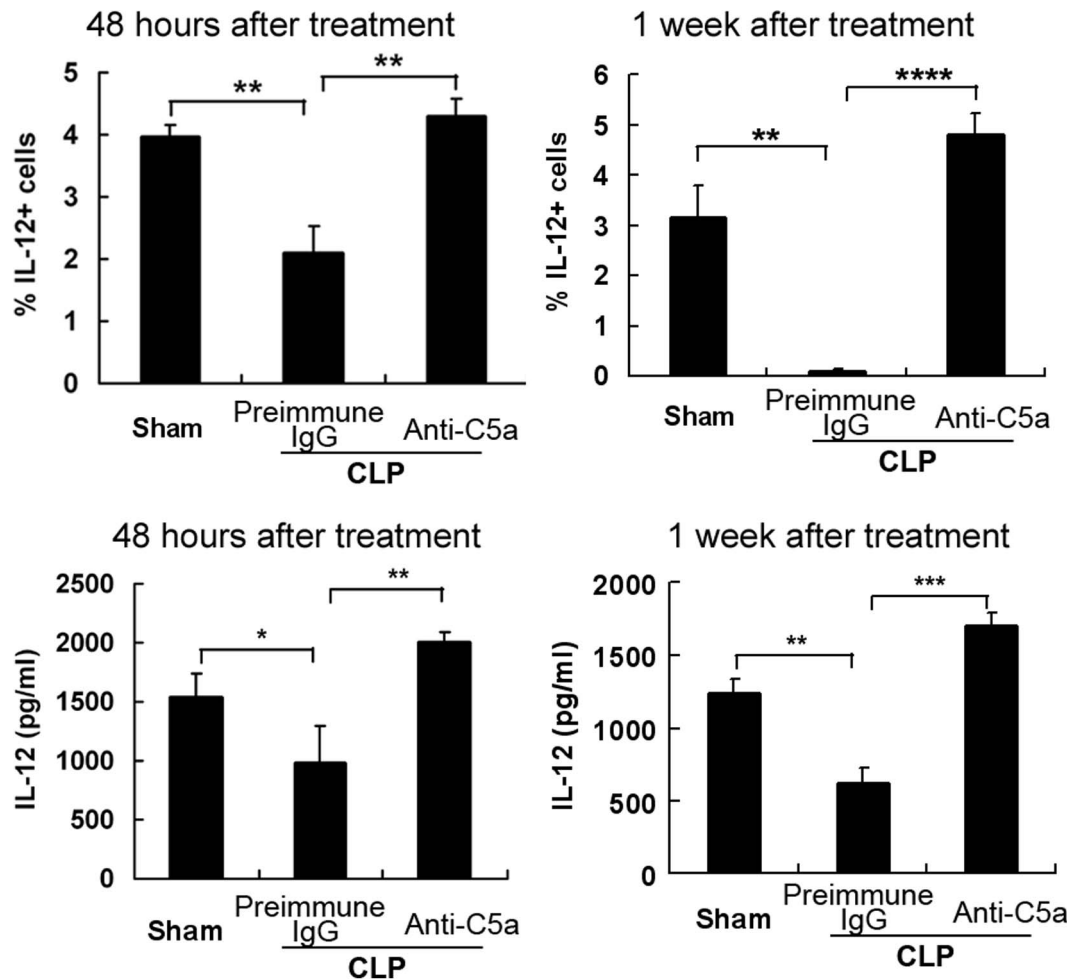 48 hours after treatment
% IL-12+ cells
5
4
3
2
1
0
**
**
Sham
Preimmune
IgG
Anti-C5a
CLP
1 week after treatment
% IL-12+ cells
6
5
4
3
2
1
0
**
****
Sham
Preimmune
IgG
Anti-C5a
CLP
48 hours after treatment
IL-12 (pg/ml)
2500
2000
1500
1000
500
0
*
**
Sham
Preimmune
IgG
Anti-C5a
CLP
1 week after treatment
IL-12 (pg/ml)
2000
1500
1000
500
0
**
***
Sham
Preimmune
IgG
Anti-C5a
CLP